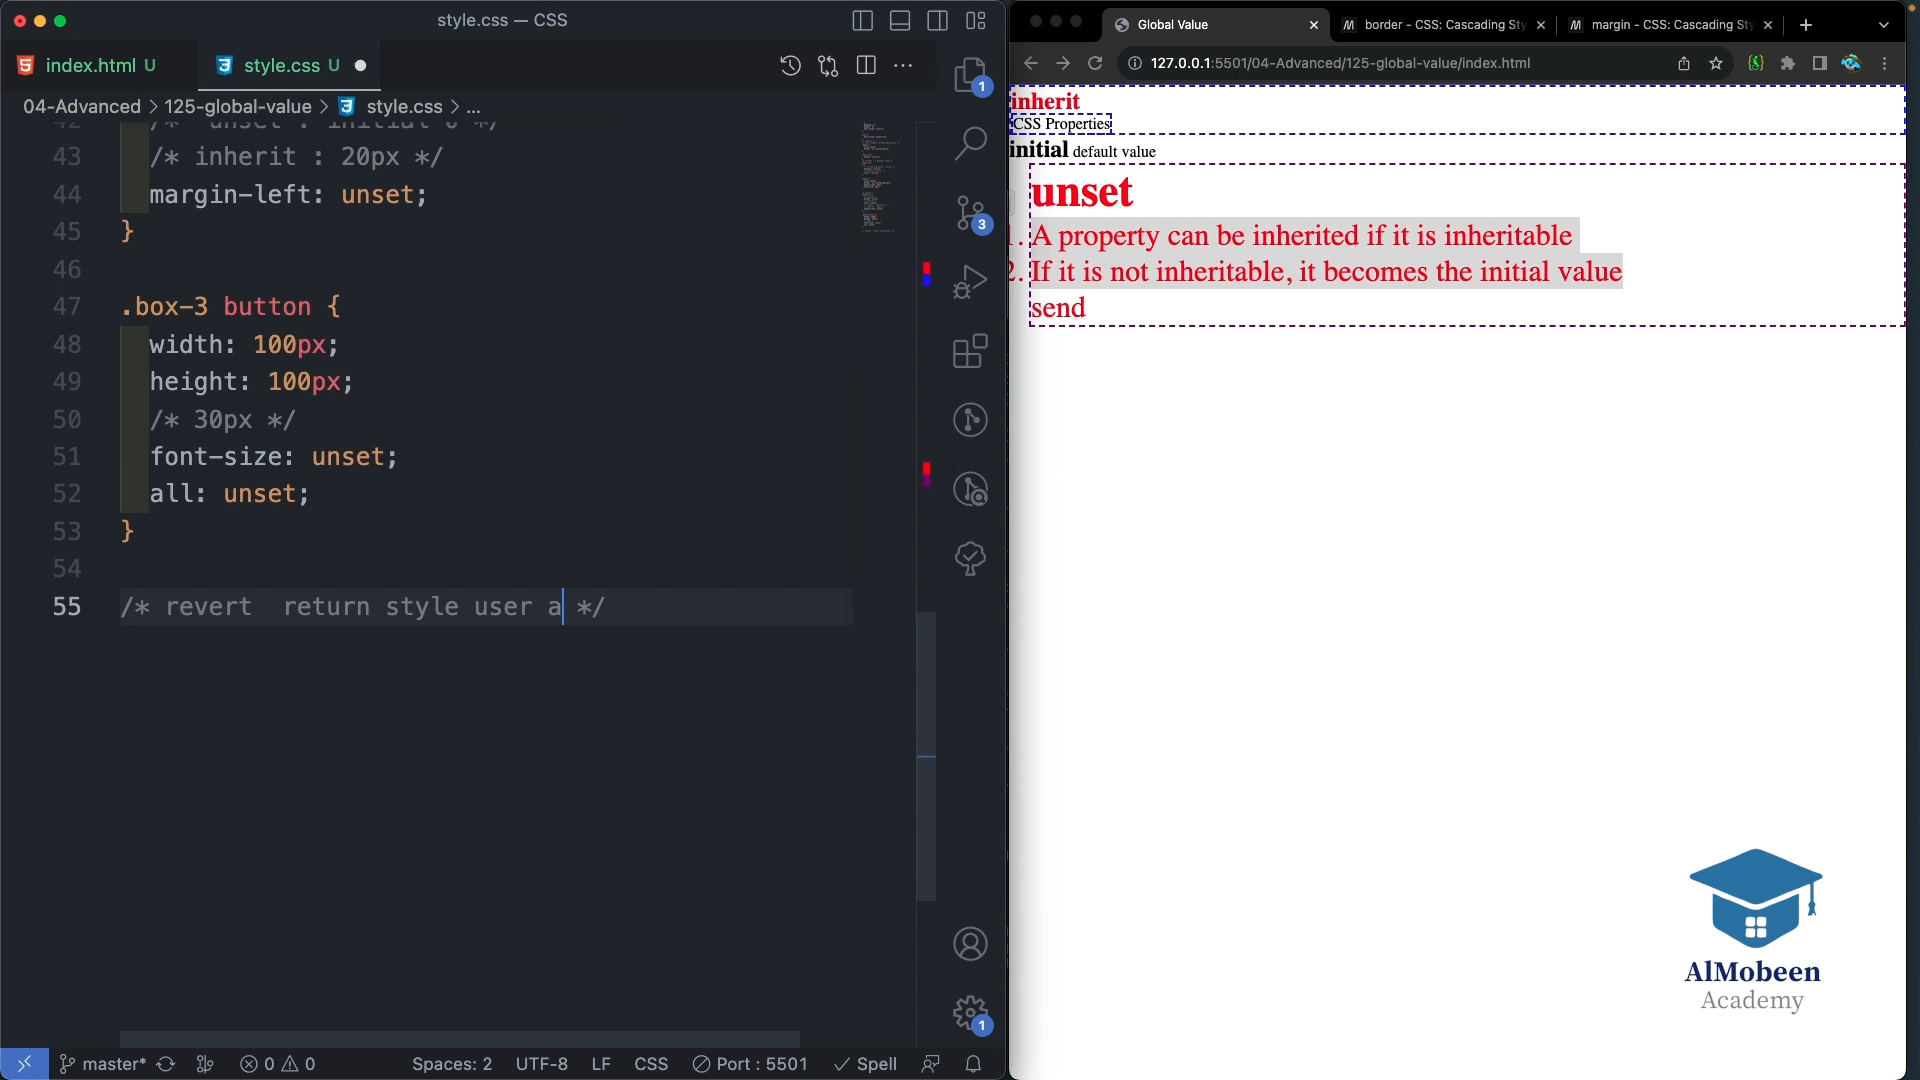 style.css — CSS
index.html U
style.css U
04-Advanced > 125-global-value > style.css > ...
43 /* inherit : 20px */
44 margin-left: unset;
45 }
46
47 .box-3 button {
48 width: 100px;
49 height: 100px;
50 /* 30px */
51 font-size: unset;
52 all: unset;
53 }
54
55 /* revert  return style user a */
1
3
1
master* 0 0 Spaces: 2 UTF-8 LF CSS Port : 5501 Spell
Global Value
border - CSS: Cascading Sty
margin - CSS: Cascading Sty
127.0.0.1:5501/04-Advanced/125-global-value/index.html
inherit
CSS Properties
initial default value
unset
1. A property can be inherited if it is inheritable
2. If it is not inheritable, it becomes the initial value
send
AlMobeen
Academy